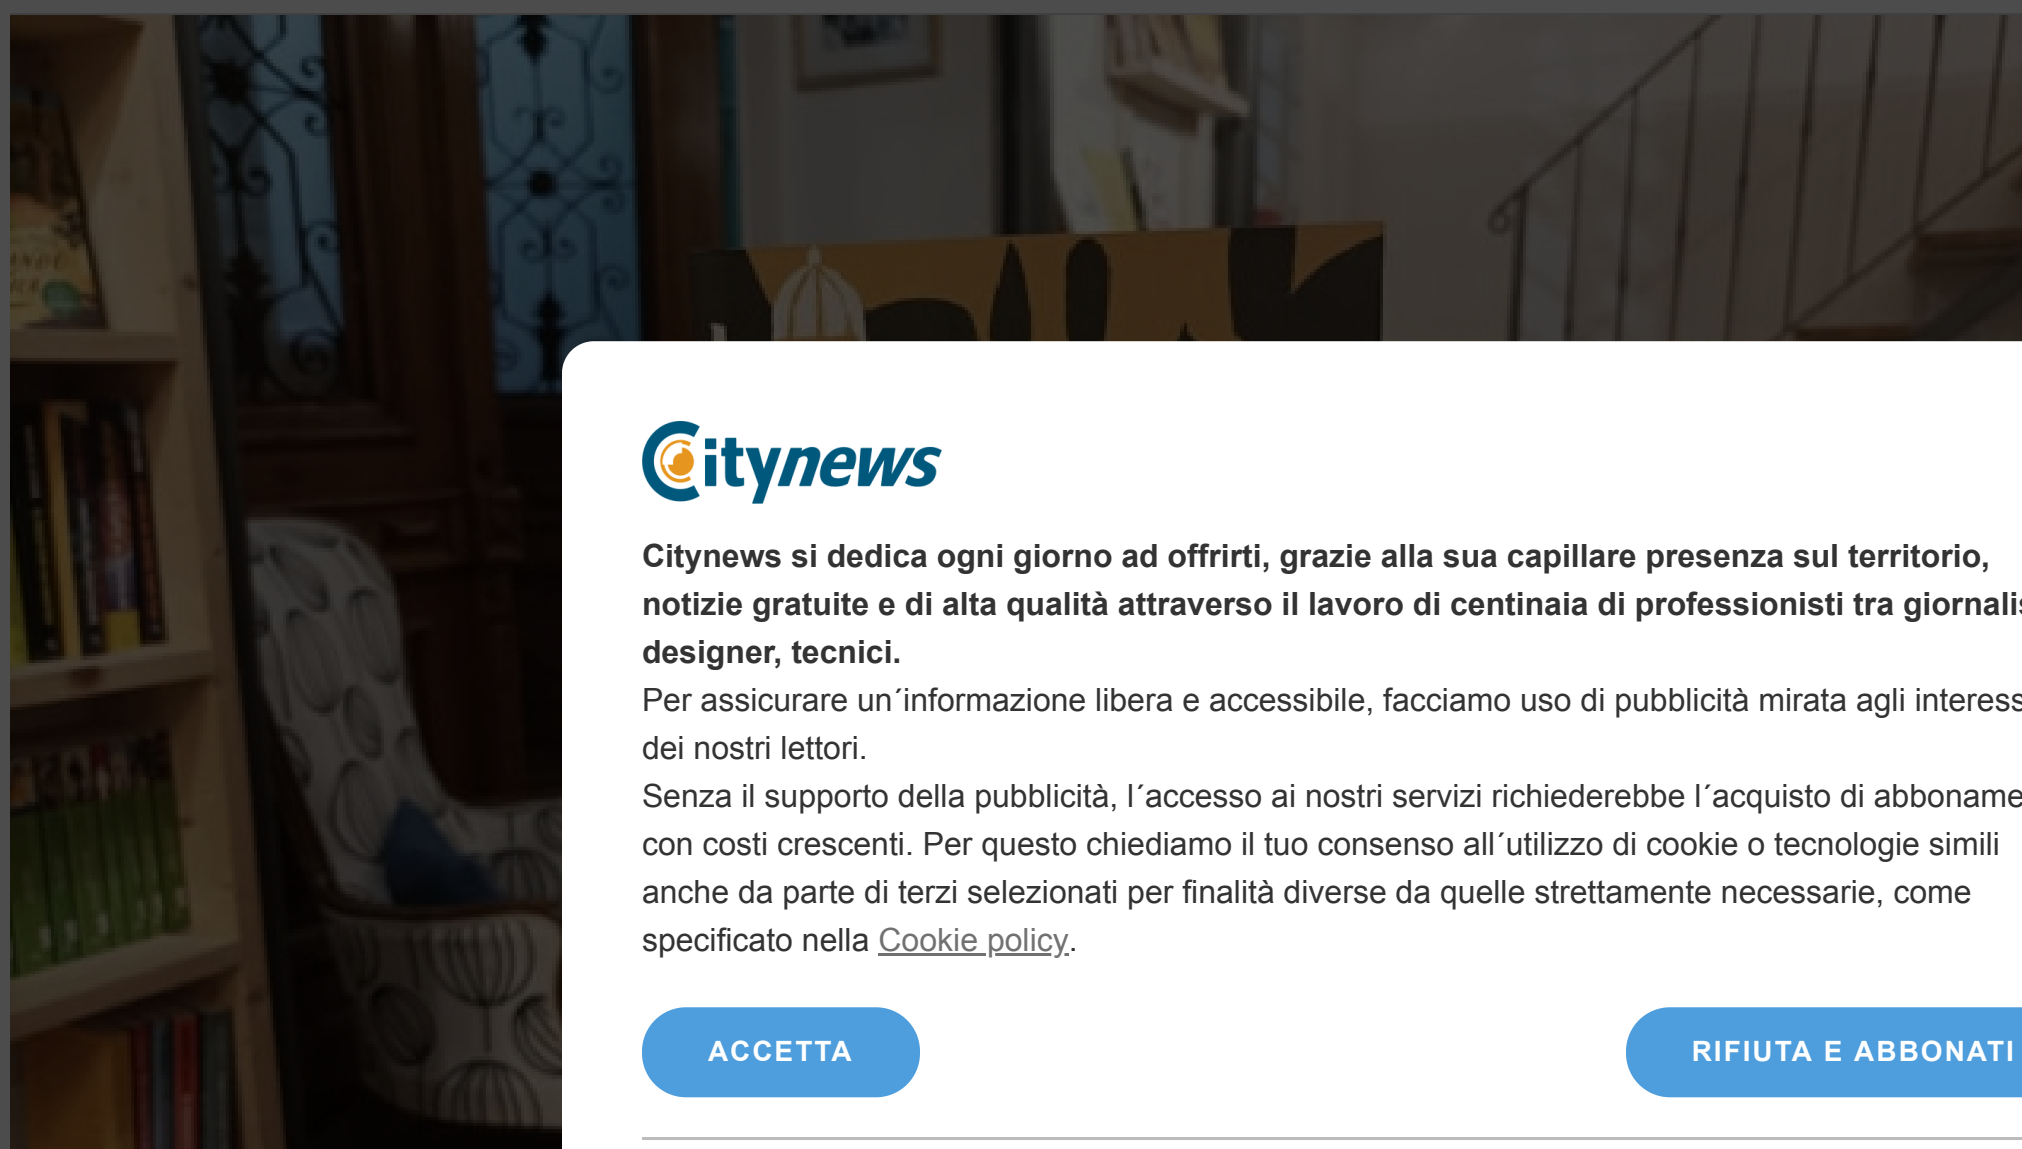 Citynews
Citynews si dedica ogni giorno ad offrirti, grazie alla sua capillare presenza sul territorio,
notizie gratuite e di alta qualità attraverso il lavoro di centinaia di professionisti tra giornalis
designer, tecnici.
Per assicurare un´informazione libera e accessibile, facciamo uso di pubblicità mirata agli interess
dei nostri lettori.
Senza il supporto della pubblicità, l´accesso ai nostri servizi richiederebbe l´acquisto di abboname
con costi crescenti. Per questo chiediamo il tuo consenso all´utilizzo di cookie o tecnologie simili
anche da parte di terzi selezionati per finalità diverse da quelle strettamente necessarie, come
specificato nella Cookie policy.
ACCETTA
RIFIUTA E ABBONATI